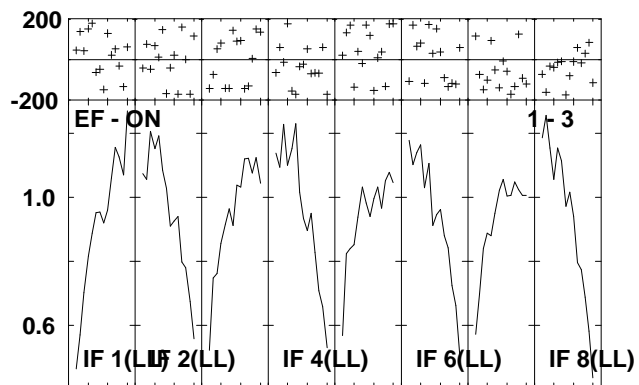 200
-200
EF - ON 1 - 3
1.0
0.6
IF 1(LL) IF 2(LL) IF 4(LL) IF 6(LL) IF 8(LL)